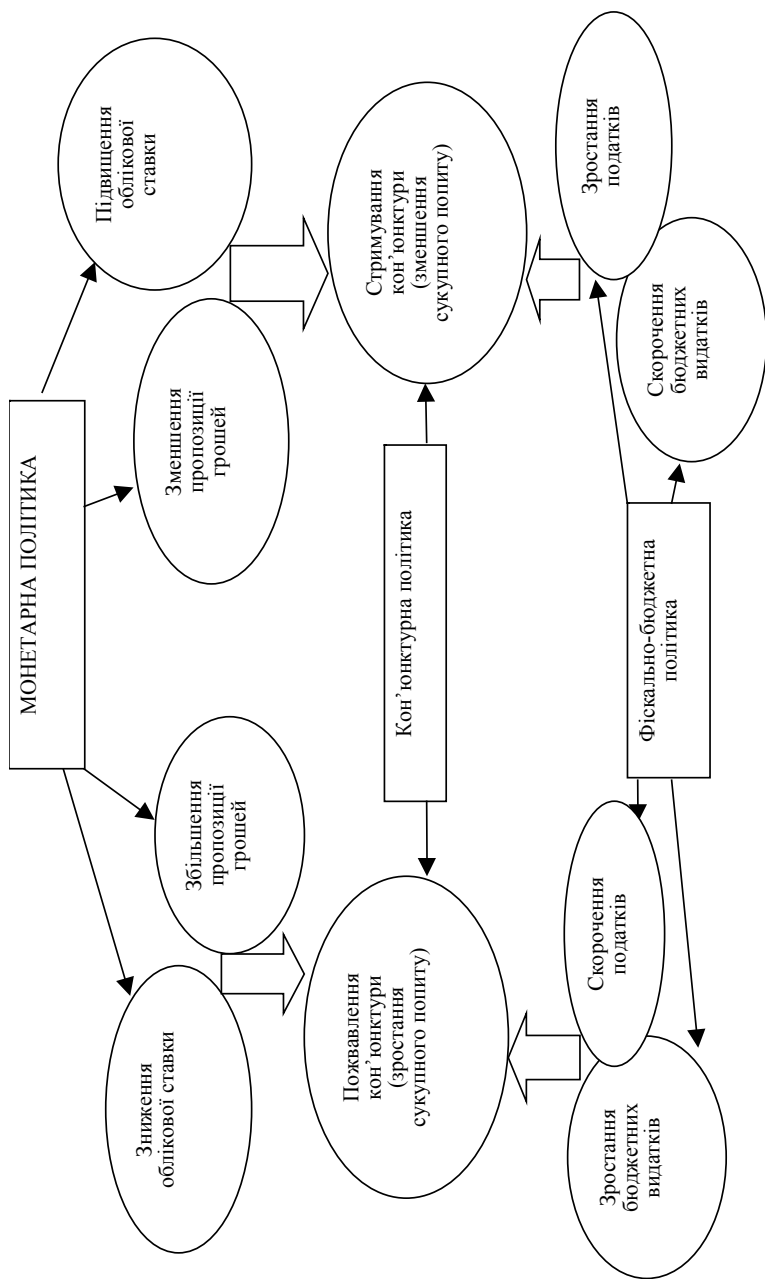 МОНЕТАРНА ПОЛІТИКА
Зниження
облікової ставки
Збільшення
пропозиції
грошей
Зменшення
пропозиції
грошей
Підвищення
облікової
ставки
Пожвавлення
кон’юнктури
(зростання
сукупного попиту)
Кон’юнктурна політика
Стримування
кон’юнктури
(зменшення
сукупного попиту)
Зростання
бюджетних
видатків
Скорочення
податків
Фіскально-бюджетна
політика
Скорочення
бюджетних
видатків
Зростання
податків